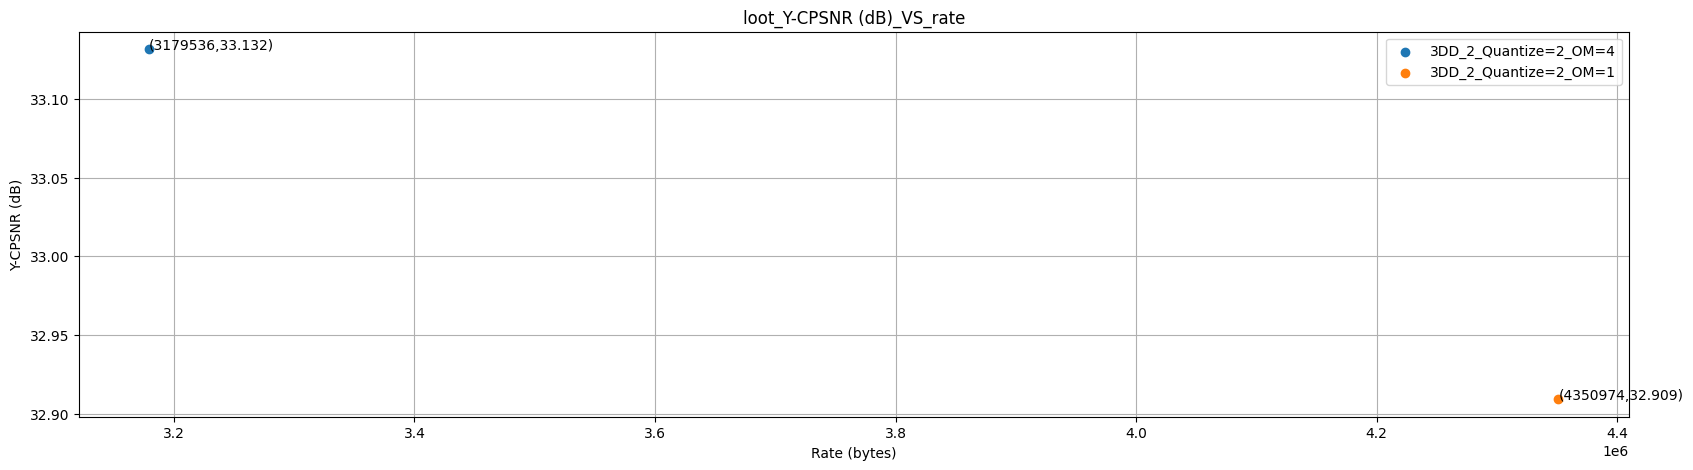 loot_Y-CPSNR (dB)_VS_rate
(3179536,33.132)
3DD_2_Quantize=2_OM=4
3DD_2_Quantize=2_OM=1
33.10
33.05
33.00
32.95
32.90
Y-CPSNR (dB)
(4350974,32.909)
3.2 3.4 3.6 3.8 4.0 4.2 4.4
1e6
Rate (bytes)